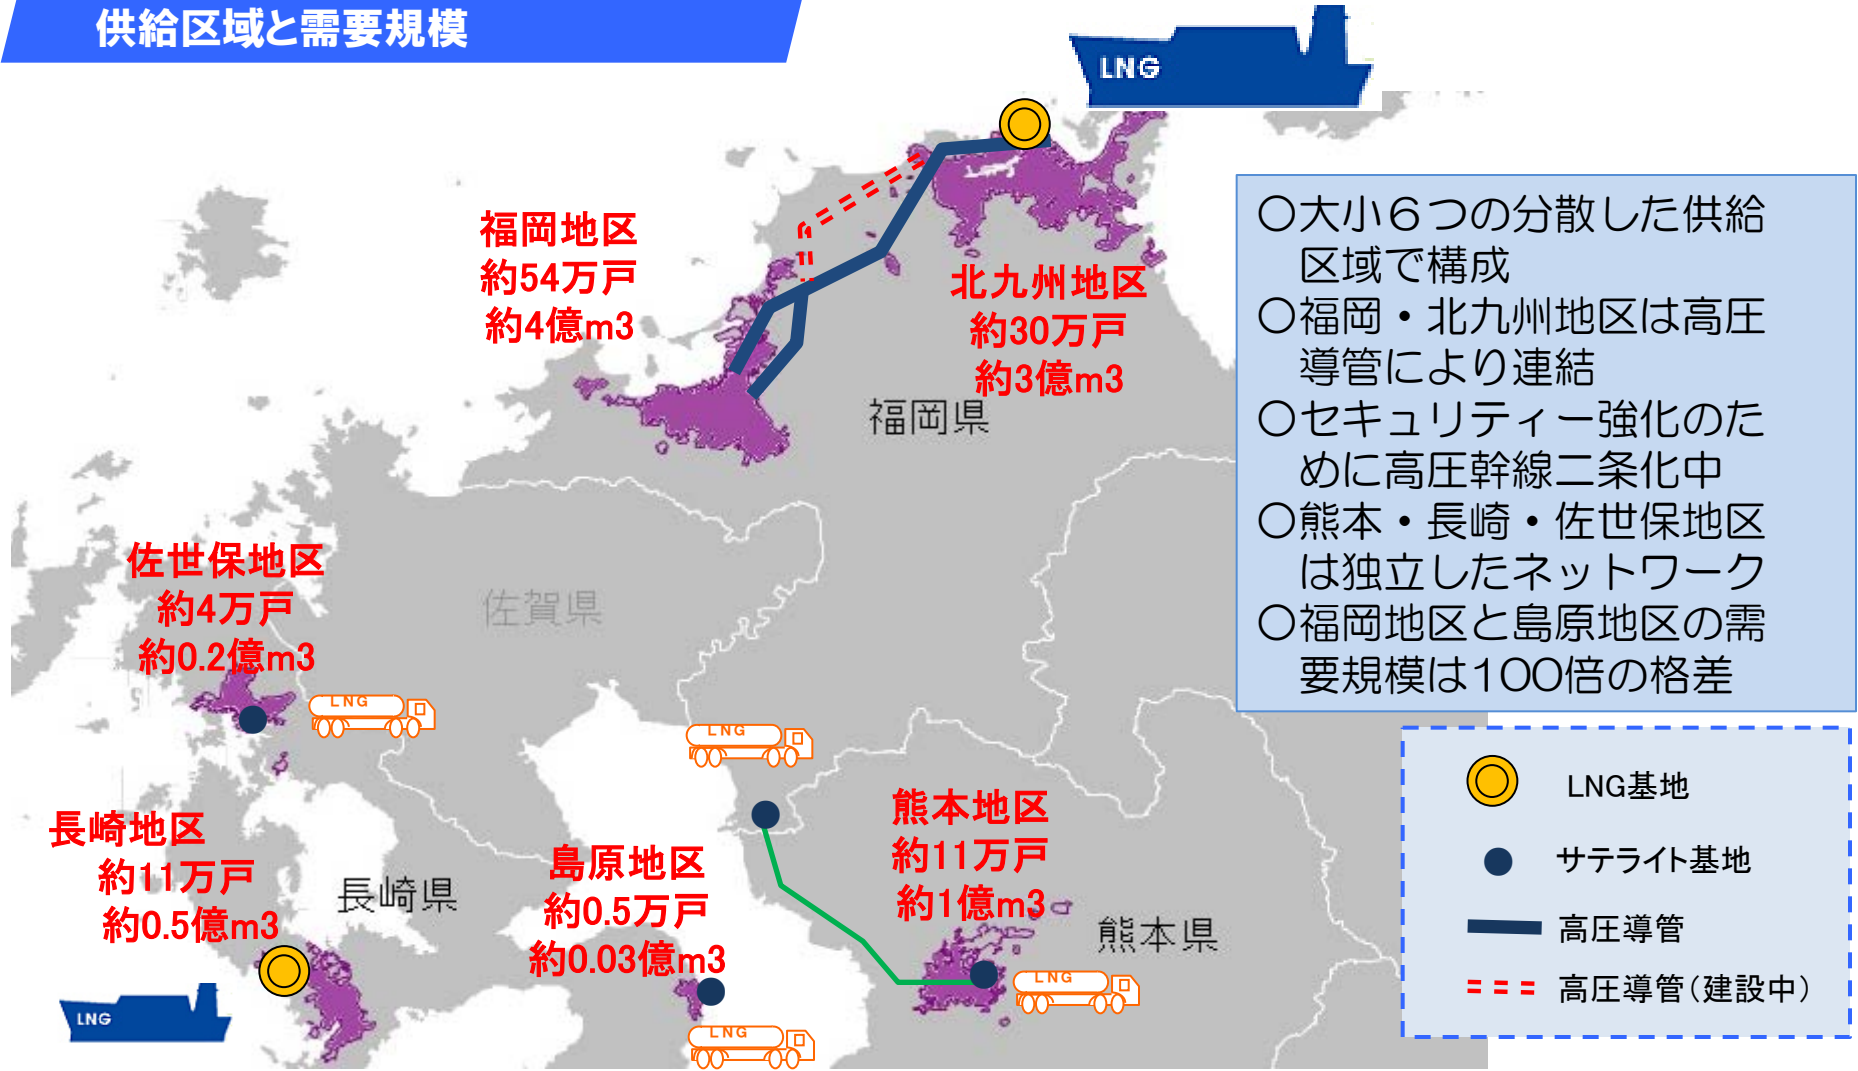 供給区域と需要規模
LNG
福岡地区
約54万戸
約4億m3
北九州地区
約30万戸
約3億m3
福岡県
○大小6つの分散した供給
区域で構成
○福岡・北九州地区は高圧
導管により連結
○セキュリティー強化のた
めに高圧幹線二条化中
○熊本・長崎・佐世保地区
は独立したネットワーク
○福岡地区と島原地区の需
要規模は100倍の格差
佐世保地区
約4万戸
約0.2億m3
LNG
佐賀県
LNG
長崎地区
約11万戸
約0.5億m3
長崎県
LNG
島原地区
約0.5万戸
約0.03億m3
LNG
熊本地区
約11万戸
約1億m3
熊本県
LNG
LNG基地
サテライト基地
高圧導管
高圧導管（建設中）